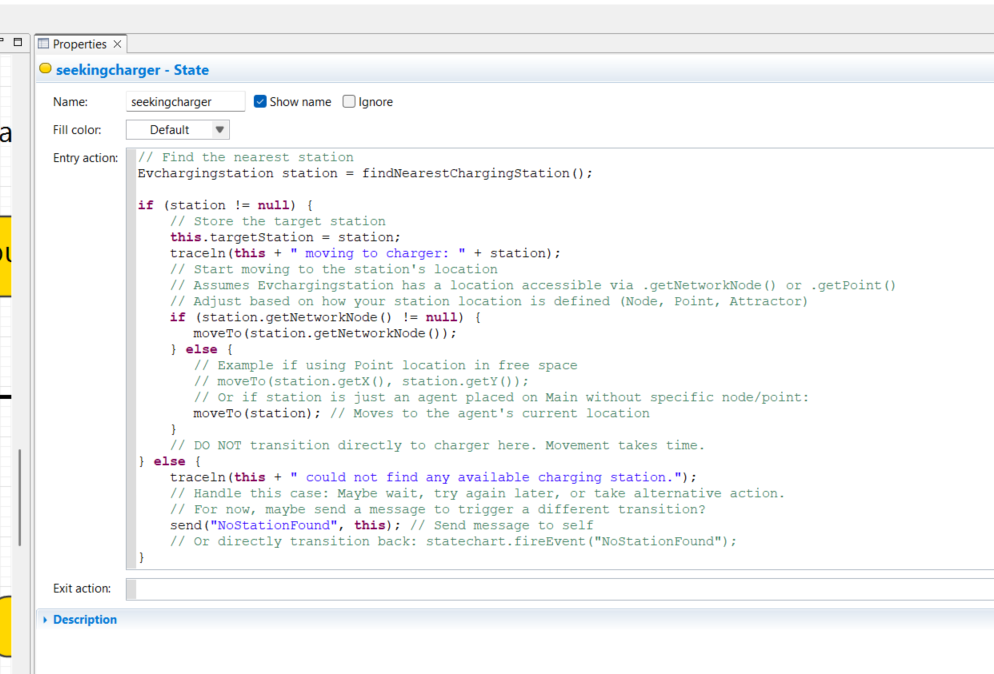 Properties
seekingcharger - State
Name: seekingcharger Show name Ignore
Fill color: Default
Entry action:
// Find the nearest station
Evchargingstation station = findNearestChargingStation();
if (station != null) {
// Store the target station
this.targetStation = station;
traceln(this + " moving to charger: " + station);
// Start moving to the station's location
// Assumes Evchargingstation has a location accessible via .getNetworkNode() or .getPoint()
// Adjust based on how your station location is defined (Node, Point, Attractor)
if (station.getNetworkNode() != null) {
moveTo(station.getNetworkNode());
} else {
// Example if using Point location in free space
// moveTo(station.getX(), station.getY());
// Or if station is just an agent placed on Main without specific node/point:
moveTo(station); // Moves to the agent's current location
}
// DO NOT transition directly to charger here. Movement takes time.
} else {
traceln(this + " could not find any available charging station.");
// Handle this case: Maybe wait, try again later, or take alternative action.
// For now, maybe send a message to trigger a different transition?
send("NoStationFound", this); // Send message to self
// Or directly transition back: statechart.fireEvent("NoStationFound");
}
Exit action:
Description